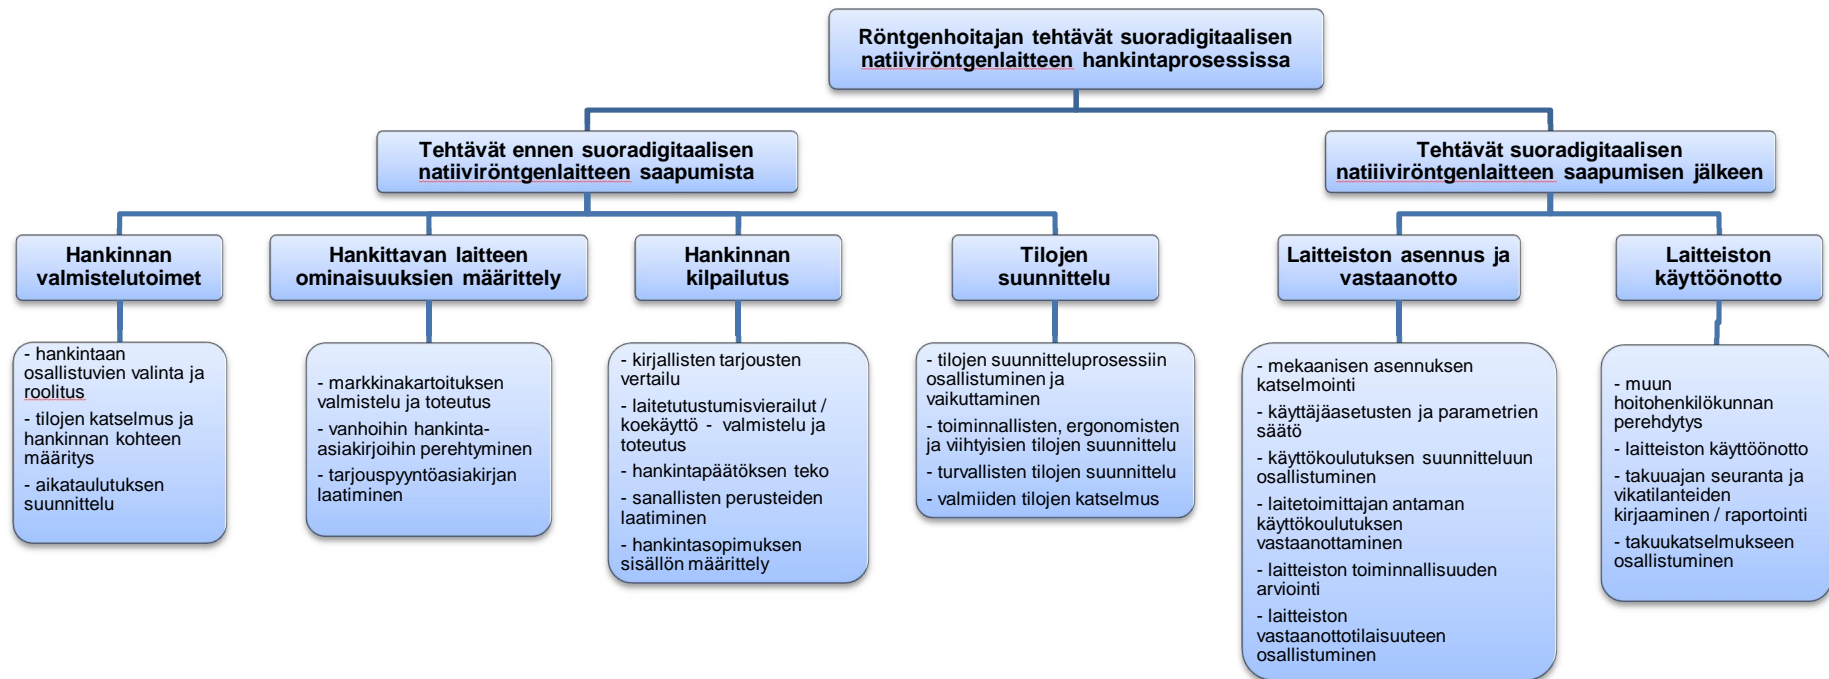 Röntgenhoitajan tehtävät suoradigitaalisen
natiiviröntgenlaitteen hankintaprosessissa
Tehtävät ennen suoradigitaalisen
natiiviröntgenlaitteen saapumista
Tehtävät suoradigitaalisen
natiiiviröntgenlaitteen saapumisen jälkeen
Hankinnan
valmistelutoimet
Hankittavan laitteen
ominaisuuksien määrittely
Hankinnan
kilpailutus
Tilojen
suunnittelu
Laitteiston asennus ja
vastaanotto
Laitteiston
käyttöönotto
- hankintaan
osallistuvien valinta ja
roolitus
- tilojen katselmus ja
hankinnan kohteen
määritys
- aikataulutuksen
suunnittelu
- markkinakartoituksen
valmistelu ja toteutus
- vanhoihin hankinta-
asiakirjoihin perehtyminen
- tarjouspyyntöasiakirjan
laatiminen
- kirjallisten tarjousten
vertailu
- laitetutustumisvierailut /
koekäyttö - valmistelu ja
toteutus
- hankintapäätöksen teko
- sanallisten perusteiden
laatiminen
- hankintasopimuksen
sisällön määrittely
- tilojen suunnitteluprosessiin
osallistuminen ja
vaikuttaminen
- toiminnallisten, ergonomisten
ja viihtyisien tilojen suunnittelu
- turvallisten tilojen suunnittelu
- valmiiden tilojen katselmus
- mekaanisen asennuksen
katselmointi
- käyttäjäasetusten ja parametrien
säätö
- käyttökoulutuksen suunnitteluun
osallistuminen
- laitetoimittajan antaman
käyttökoulutuksen
vastaanottaminen
- laitteiston toiminnallisuuden
arviointi
- laitteiston
vastaanottotilaisuuteen
osallistuminen
- muun
hoitohenkilökunnan
perehdytys
- laitteiston käyttöönotto
- takuuajan seuranta ja
vikatilanteiden
kirjaaminen / raportointi
- takuukatselmukseen
osallistuminen